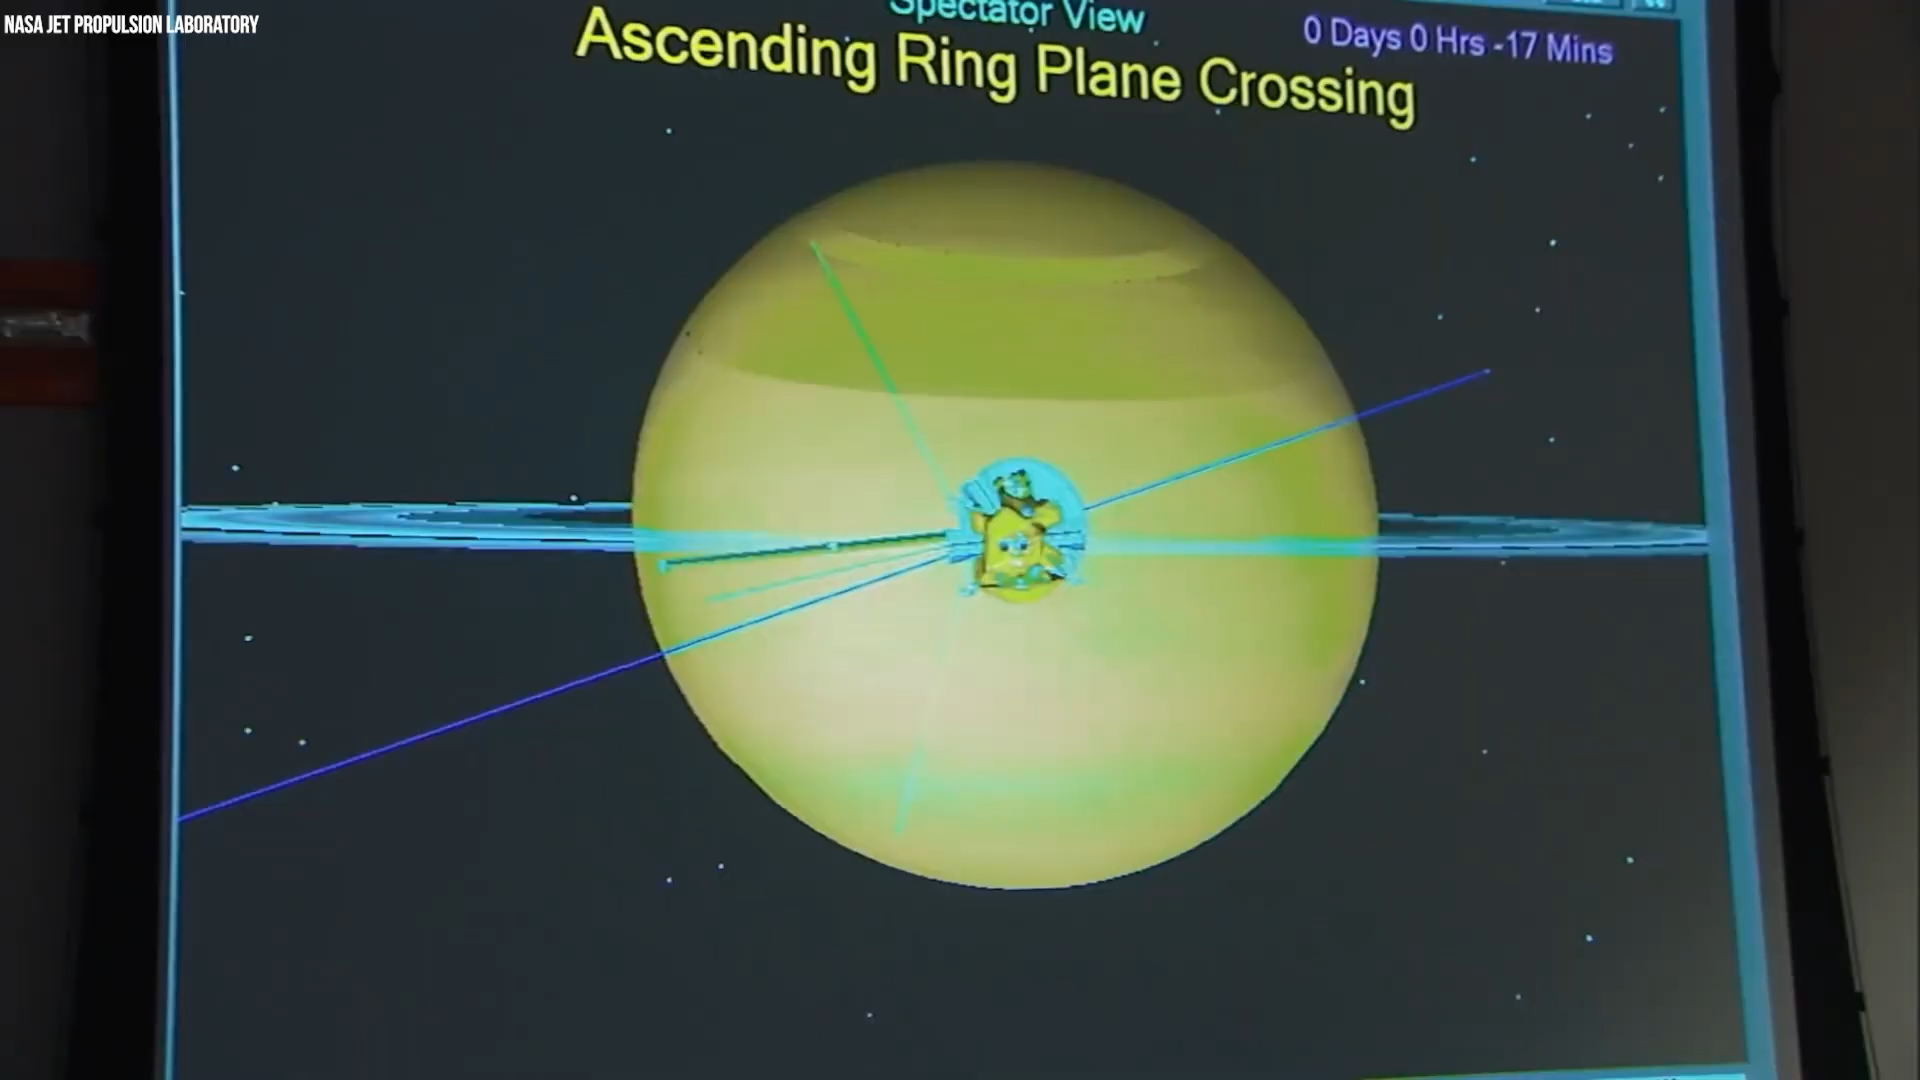 NASA JET PROPULSION LABORATORY
Spectator View
0 Days 0 Hrs -17 Mins
Ascending Ring Plane Crossing